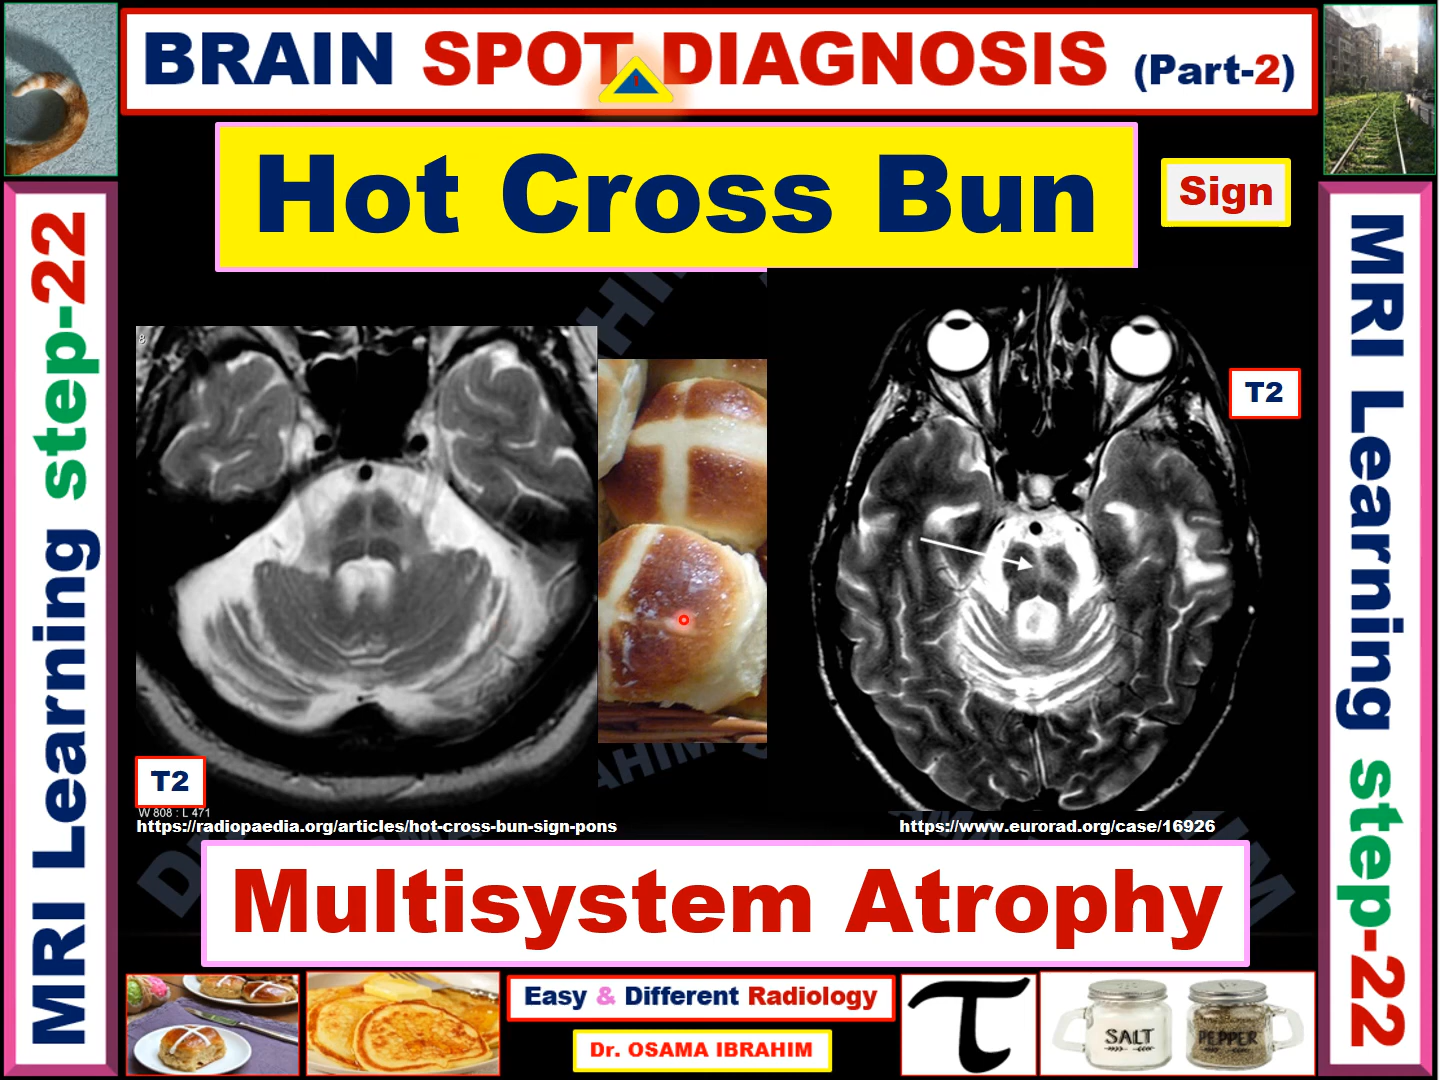 BRAIN SPOT DIAGNOSIS (Part-2)
Hot Cross Bun
Sign
MRI Learning step-22
MRI Learning step-22
8
T2
T2
W 808 : L 471
https://radiopaedia.org/articles/hot-cross-bun-sign-pons
https://www.eurorad.org/case/16926
Multisystem Atrophy
Easy & Different Radiology
Dr. OSAMA IBRAHIM
τ
SALT
PEPPER